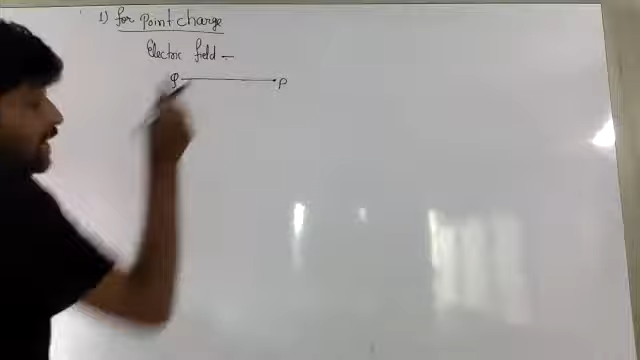 1) for point charge
Electric field –
q P